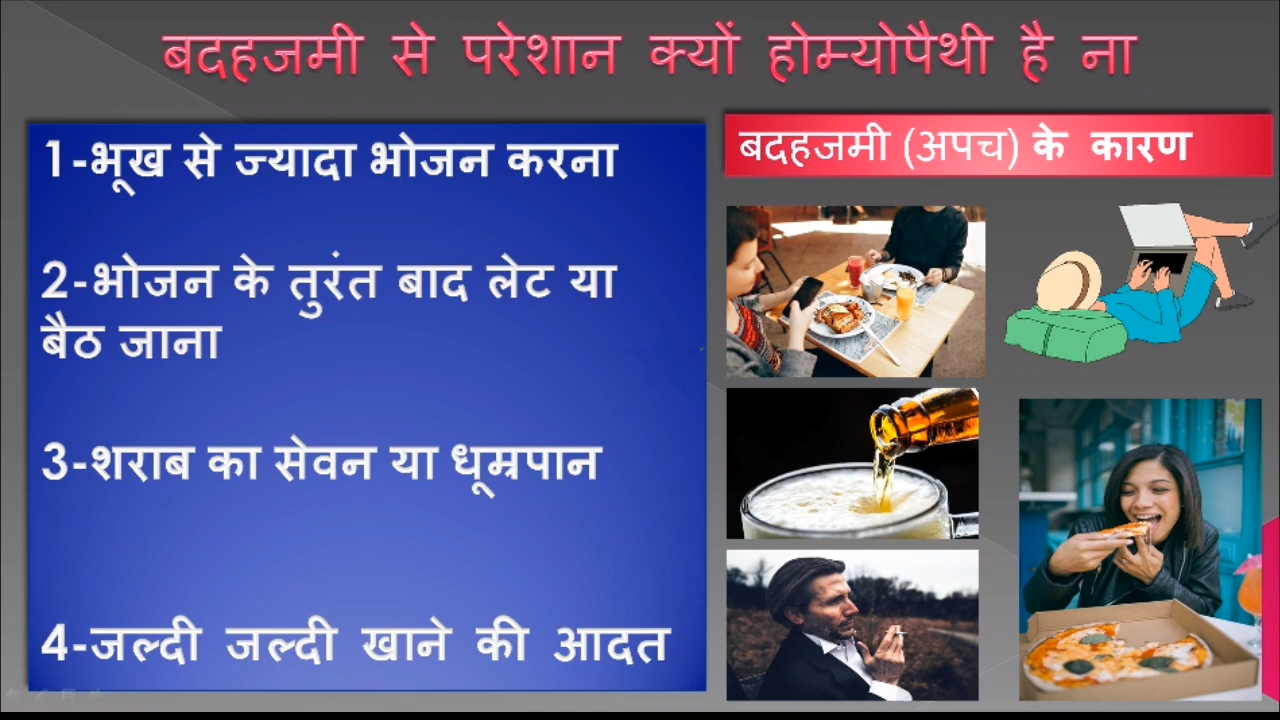 बदहजमी से परेशान क्यों होम्योपैथी है ना
1-भूख से ज्यादा भोजन करना
2-भोजन के तुरंत बाद लेट या
बैठ जाना
3-शराब का सेवन या धूम्रपान
4-जल्दी जल्दी खाने की आदत
बदहजमी (अपच) के कारण